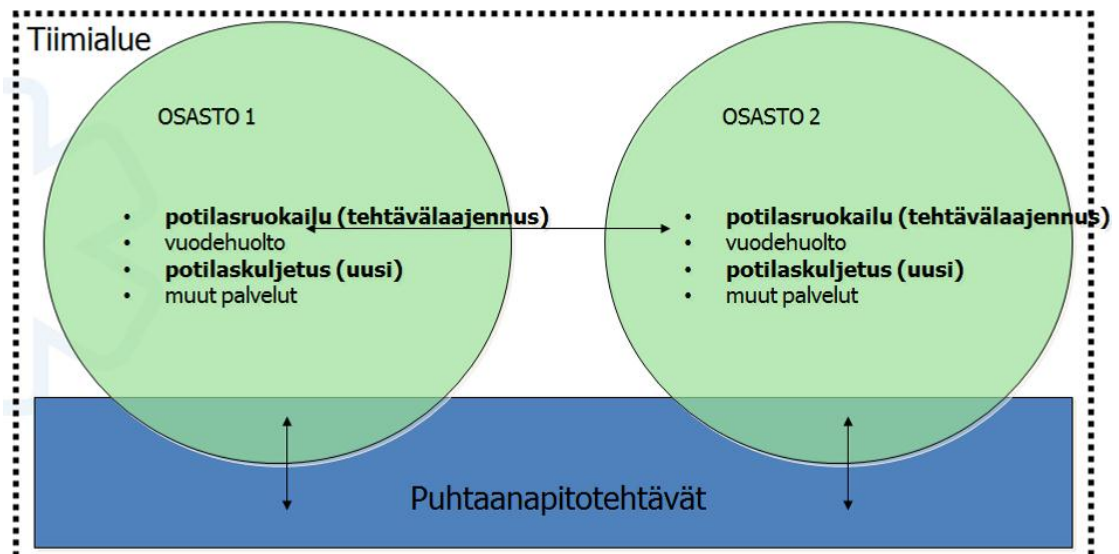 Tiimialue
OSASTO 1
• potilasruokailu (tehtävälaajennus)
• vuodehuolto
• potilaskuljetus (uusi)
• muut palvelut
OSASTO 2
• potilasruokailu (tehtävälaajennus)
• vuodehuolto
• potilaskuljetus (uusi)
• muut palvelut
Puhtaanapitotehtävät